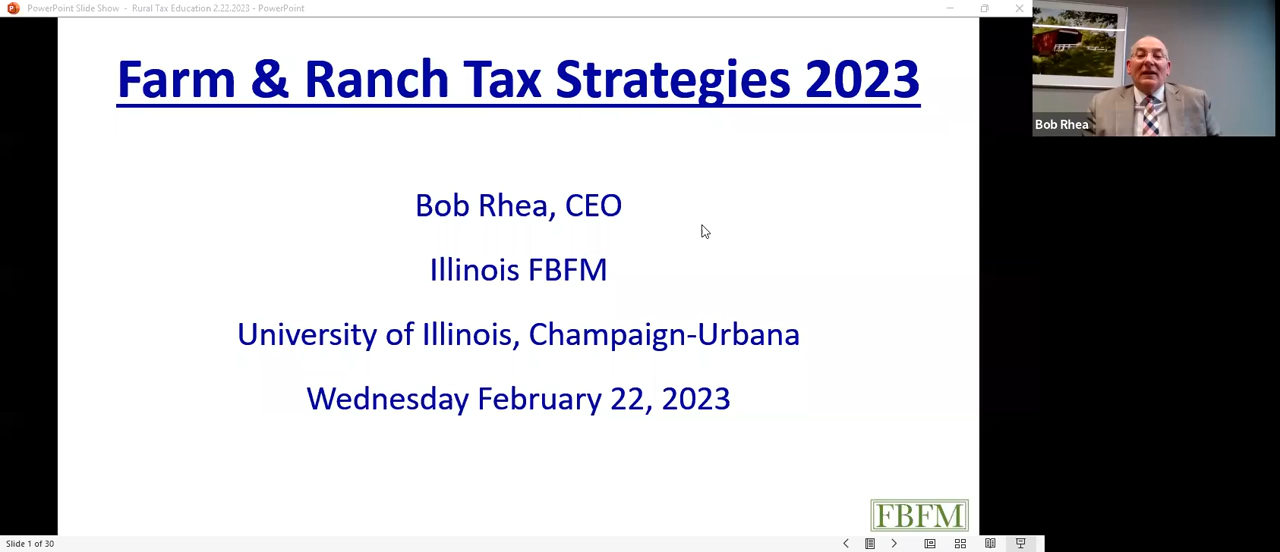 PowerPoint Slide Show - Rural Tax Education 2.22.2023 - PowerPoint
Farm & Ranch Tax Strategies 2023
Bob Rhea
Bob Rhea, CEO
Illinois FBFM
University of Illinois, Champaign-Urbana
Wednesday February 22, 2023
FBFM
Slide 1 of 30